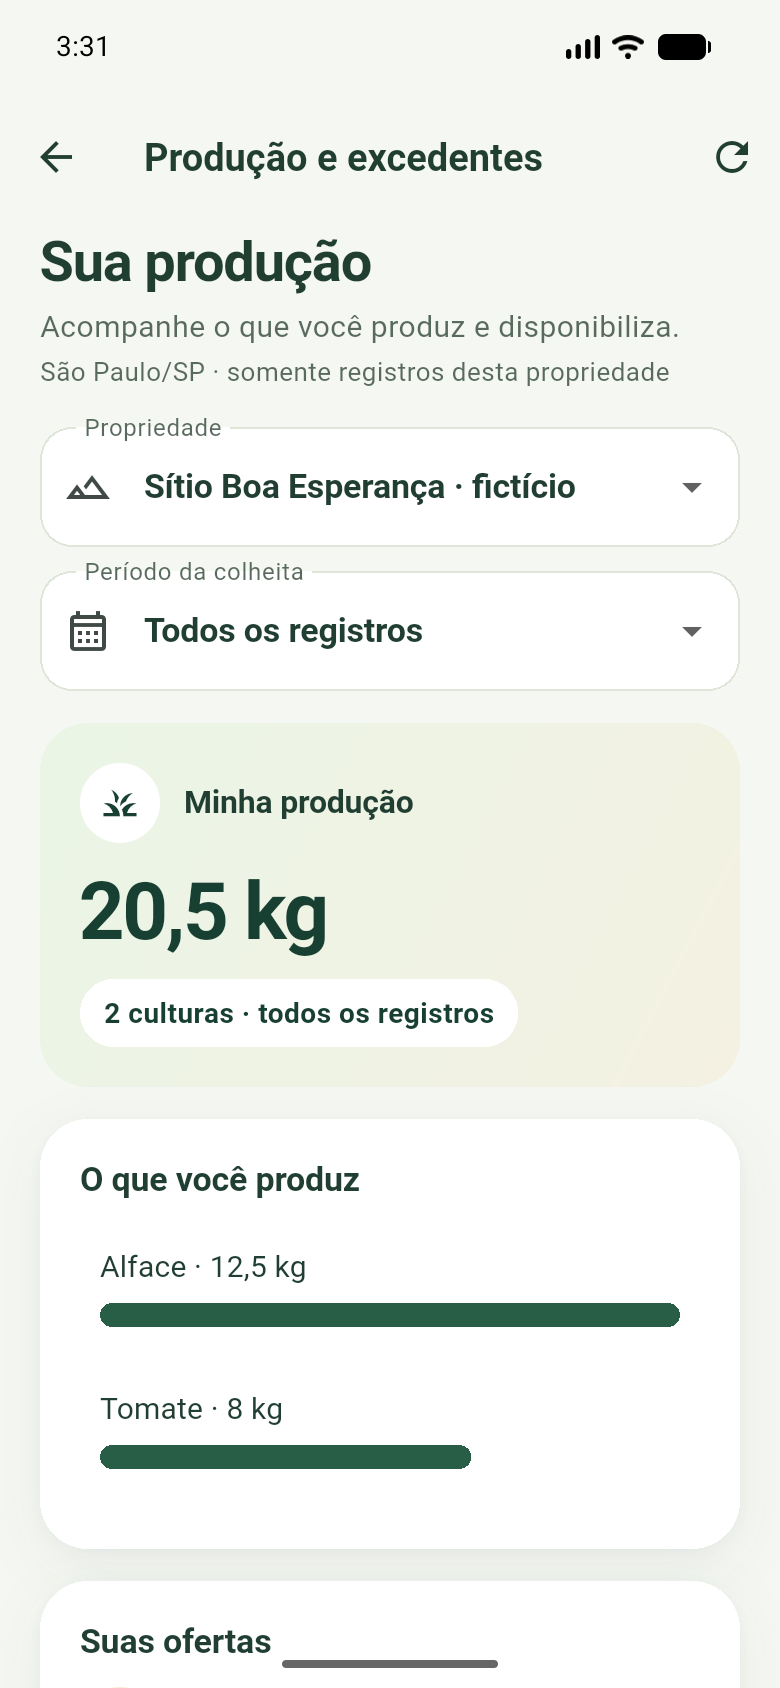 3:31
Produção e excedentes
Sua produção
Acompanhe o que você produz e disponibiliza.
São Paulo/SP · somente registros desta propriedade
Propriedade
Sítio Boa Esperança · fictício
Período da colheita
Todos os registros
Minha produção
20,5 kg
2 culturas · todos os registros
O que você produz
Alface · 12,5 kg
Tomate · 8 kg
Suas ofertas